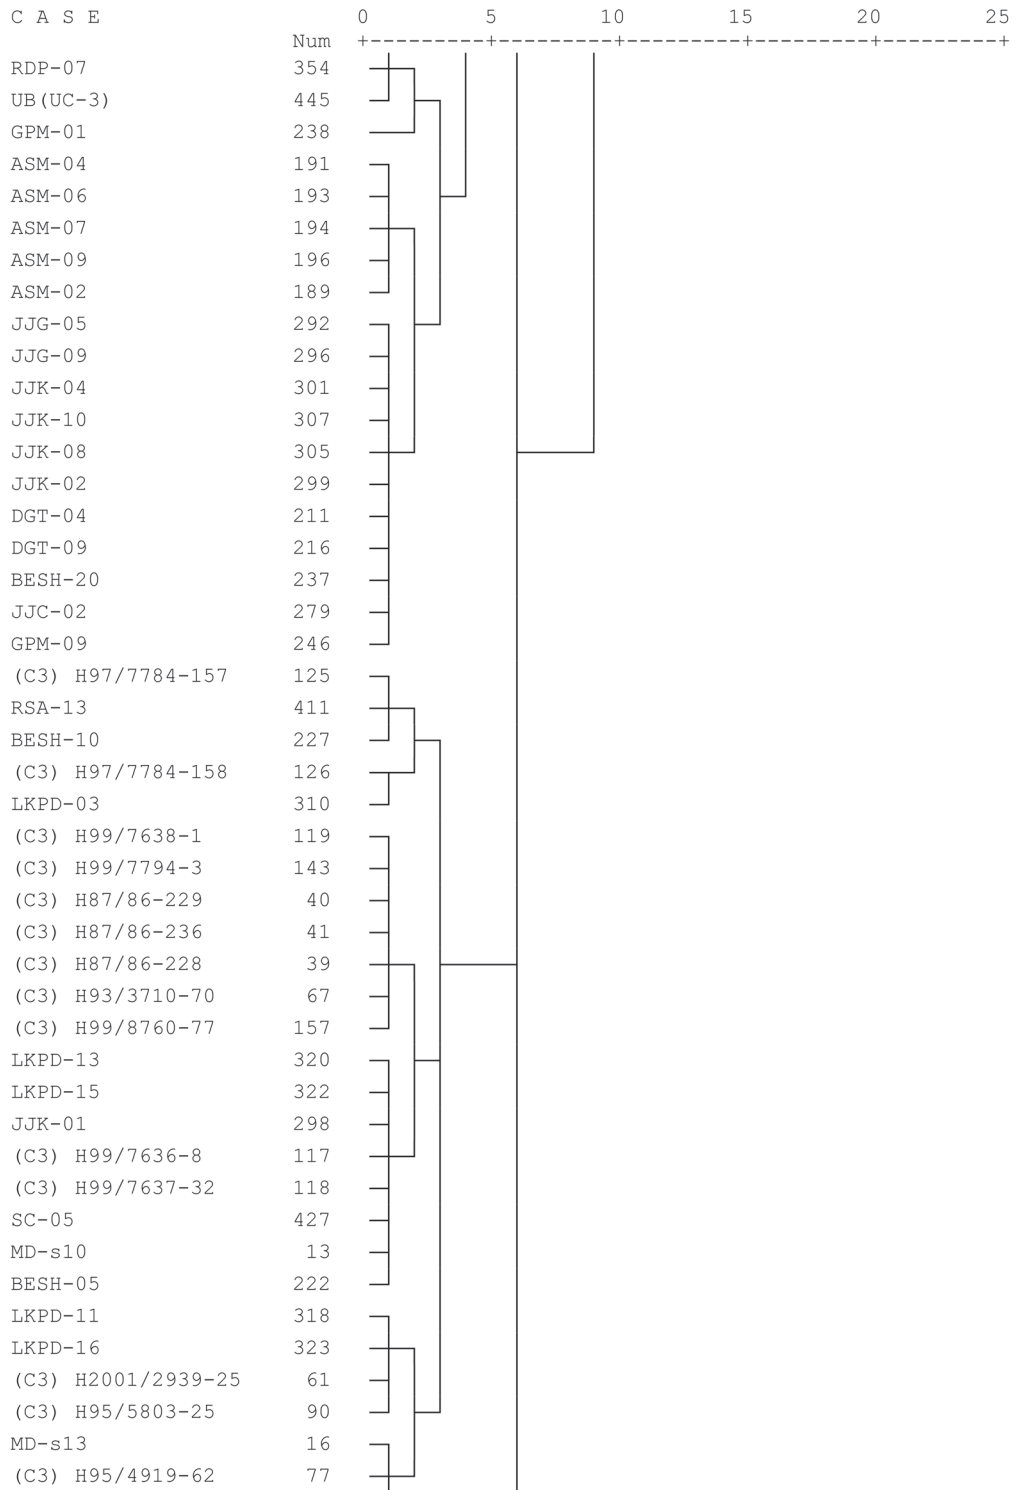 C A S E 0 5 10 15 20 25
Num +---------+---------+---------+---------+---------+
RDP-07 354
UB(UC-3) 445
GPM-01 238
ASM-04 191
ASM-06 193
ASM-07 194
ASM-09 196
ASM-02 189
JJG-05 292
JJG-09 296
JJK-04 301
JJK-10 307
JJK-08 305
JJK-02 299
DGT-04 211
DGT-09 216
BESH-20 237
JJC-02 279
GPM-09 246
(C3) H97/7784-157 125
RSA-13 411
BESH-10 227
(C3) H97/7784-158 126
LKPD-03 310
(C3) H99/7638-1 119
(C3) H99/7794-3 143
(C3) H87/86-229 40
(C3) H87/86-236 41
(C3) H87/86-228 39
(C3) H93/3710-70 67
(C3) H99/8760-77 157
LKPD-13 320
LKPD-15 322
JJK-01 298
(C3) H99/7636-8 117
(C3) H99/7637-32 118
SC-05 427
MD-s10 13
BESH-05 222
LKPD-11 318
LKPD-16 323
(C3) H2001/2939-25 61
(C3) H95/5803-25 90
MD-s13 16
(C3) H95/4919-62 77